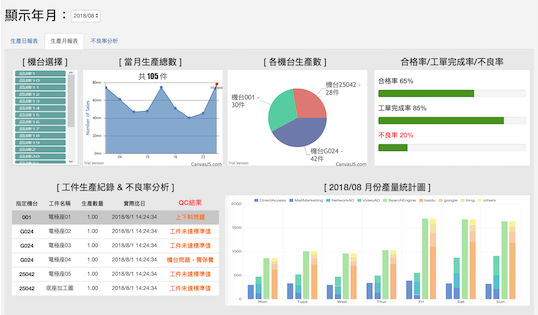 顯示年月： 2018/08
生產日報表 生產月報表 不良率分析
[ 機台選擇 ] [ 當月生產總數 ] [ 各機台生產數 ] 合格率/工單完成率/不良率
共 105 件
Number of Sales
Trial Version CanvasJS.com
機台001 -
30件
機台25042 -
28件
機台G024 -
42件
Trial Version CanvasJS.com
合格率 65%
工單完成率 85%
不良率 20%
[ 工件生產紀錄 & 不良率分析 ]
指定機台 工件名稱 生產數量 實際迄日 QC結果
001 電極座01 1.00 2018/8/1 14:24:34 上下料問題
G024 電極座02 1.00 2018/8/1 14:24:34 工件未達標準值
G024 電極座03 1.00 2018/8/1 14:24:34 工件未達標準值
G024 電極座04 1.00 2018/8/1 14:24:34 機台問題，需保養
25042 電極座05 1.00 2018/8/1 14:24:34 工件未達標準值
25042 底座加工圖 1.00 2018/8/1 14:24:34 工件未達標準值
[ 2018/08 月份產量統計圖 ]
DirectAccess MailMarketing NetworkAD VideoAD SearchEngine baidu google bing others
2000
1500
1000
500
0
Mon Tues Wed Thu Fri Sat Sun